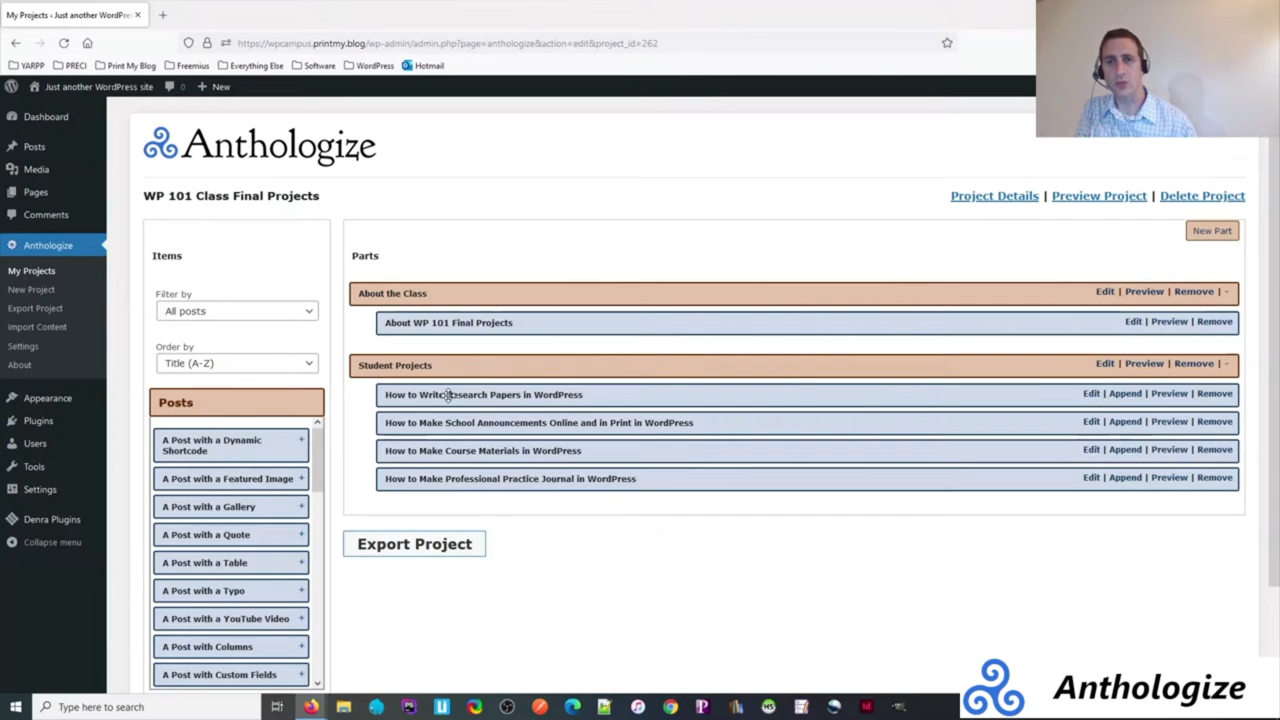 My Projects ‹ Just another WordPre
https://wpcampus.printmy.blog/wp-admin/admin.php?page=anthologize&action=edit&project_id=262
YARPP PRECI Print My Blog Freemius Everything Else Software WordPress Hotmail
Just another WordPress site 0 + New
Dashboard
Posts
Media
Pages
Comments
Anthologize
My Projects
New Project
Export Project
Import Content
Settings
About
Appearance
Plugins
Users
Tools
Settings
Denra Plugins
Collapse menu
Anthologize
WP 101 Class Final Projects
Project Details | Preview Project | Delete Project
Items
Filter by
All posts
Order by
Title (A-Z)
Posts
A Post with a Dynamic
Shortcode +
A Post with a Featured Image +
A Post with a Gallery +
A Post with a Quote +
A Post with a Table +
A Post with a Typo +
A Post with a YouTube Video +
A Post with Columns +
A Post with Custom Fields +
New Part
Parts
About the Class Edit | Preview | Remove | -
About WP 101 Final Projects Edit | Preview | Remove
Student Projects Edit | Preview | Remove | -
How to Write Research Papers in WordPress Edit | Append | Preview | Remove
How to Make School Announcements Online and in Print in WordPress Edit | Append | Preview | Remove
How to Make Course Materials in WordPress Edit | Append | Preview | Remove
How to Make Professional Practice Journal in WordPress Edit | Append | Preview | Remove
Export Project
Type here to search
Anthologize